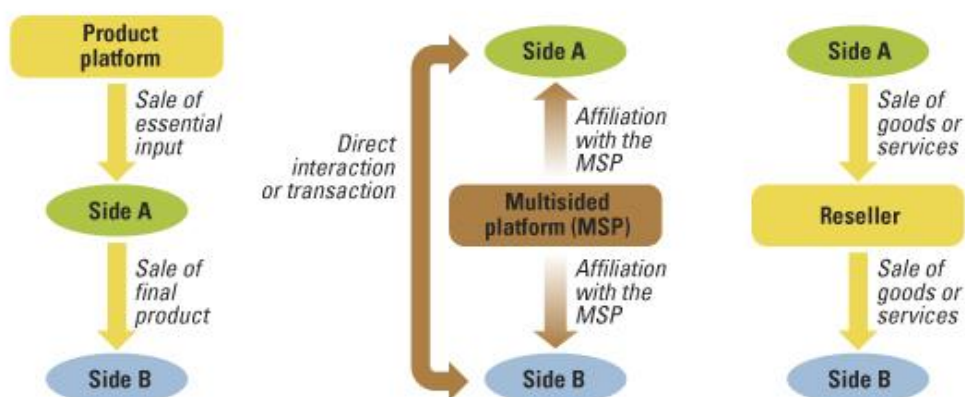 Product
platform
Sale of
essential
input
Side A
Sale of
final
product
Side B
Side A
Affiliation
with the
MSP
Direct
interaction
or transaction
Multisided
platform (MSP)
Affiliation
with the
MSP
Side B
Side A
Sale of
goods or
services
Reseller
Sale of
goods or
services
Side B